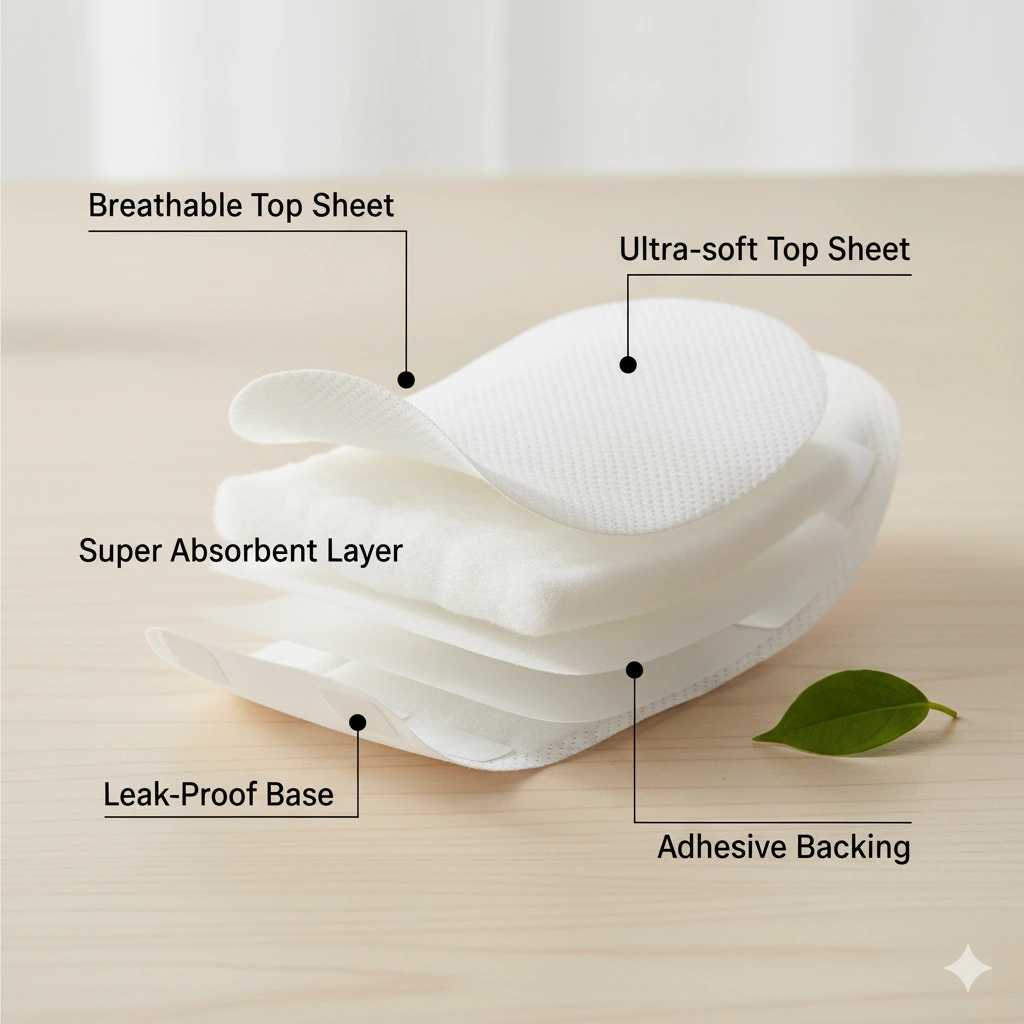 Breathable Top Sheet
Ultra-soft Top Sheet
Super Absorbent Layer
Leak-Proof Base
Adhesive Backing